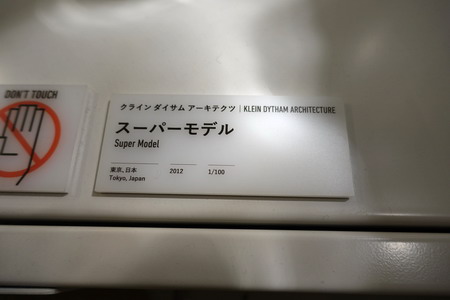 DON'T TOUCH
クライン ダイサム アーキテクツ | KLEIN DYTHAM ARCHITECTURE
スーパーモデル
Super Model
東京, 日本 2012 1/100
Tokyo, Japan